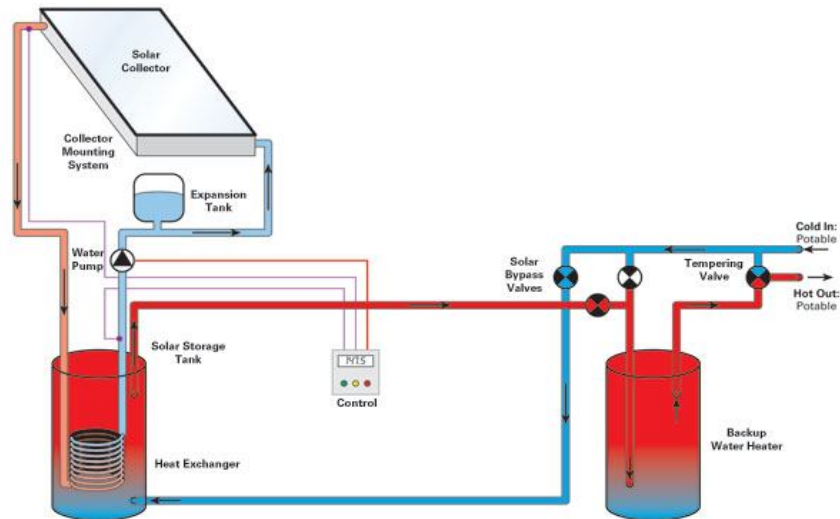 Solar
Collector
Collector
Mounting
System
Expansion
Tank
Water
Pump
Solar Storage
Tank
Heat Exchanger
Control
Solar
Bypass
Valves
Tempering
Valve
Cold In:
Potable
Hot Out:
Potable
Backup
Water Heater